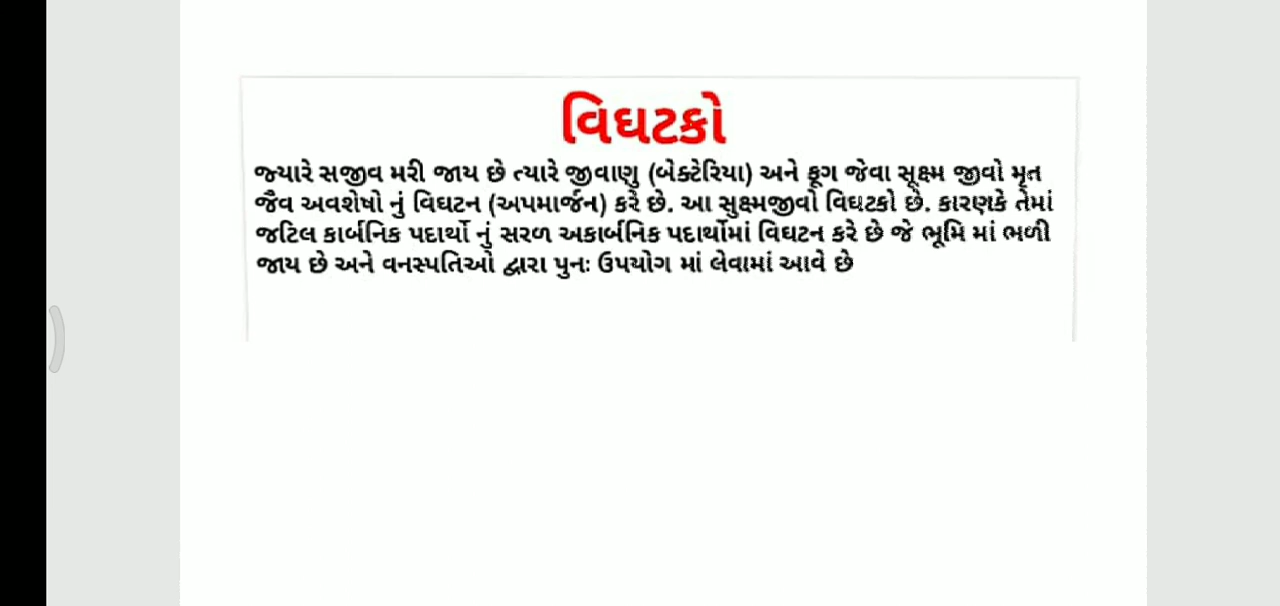 વિઘટકો
જ્યારે સજીવ મરી જાય છે ત્યારે જીવાણુ (બેક્ટેરિયા) અને ફૂગ જેવા સૂક્ષ્મ જીવો મૃત
જૈવ અવશેષો નું વિઘટન (અપમાર્જન) કરે છે. આ સુક્ષ્મજીવો વિઘટકો છે. કારણકે તેમાં
જટિલ કાર્બનિક પદાર્થો નું સરળ અકાર્બનિક પદાર્થોમાં વિઘટન કરે છે જે ભૂમિ માં ભળી
જાય છે અને વનસ્પતિઓ દ્વારા પુનઃ ઉપયોગ માં લેવામાં આવે છે